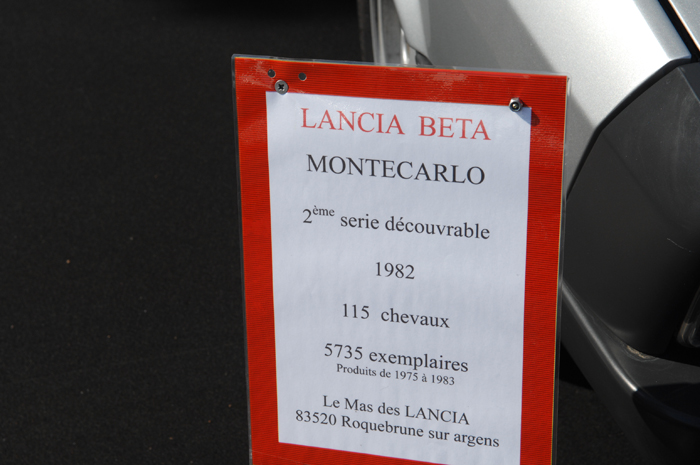 LANCIA BETA
MONTECARLO
2ème serie découvrable
1982
115 chevaux
5735 exemplaires
Produits de 1975 à 1983
Le Mas des LANCIA
83520 Roquebrune sur argens